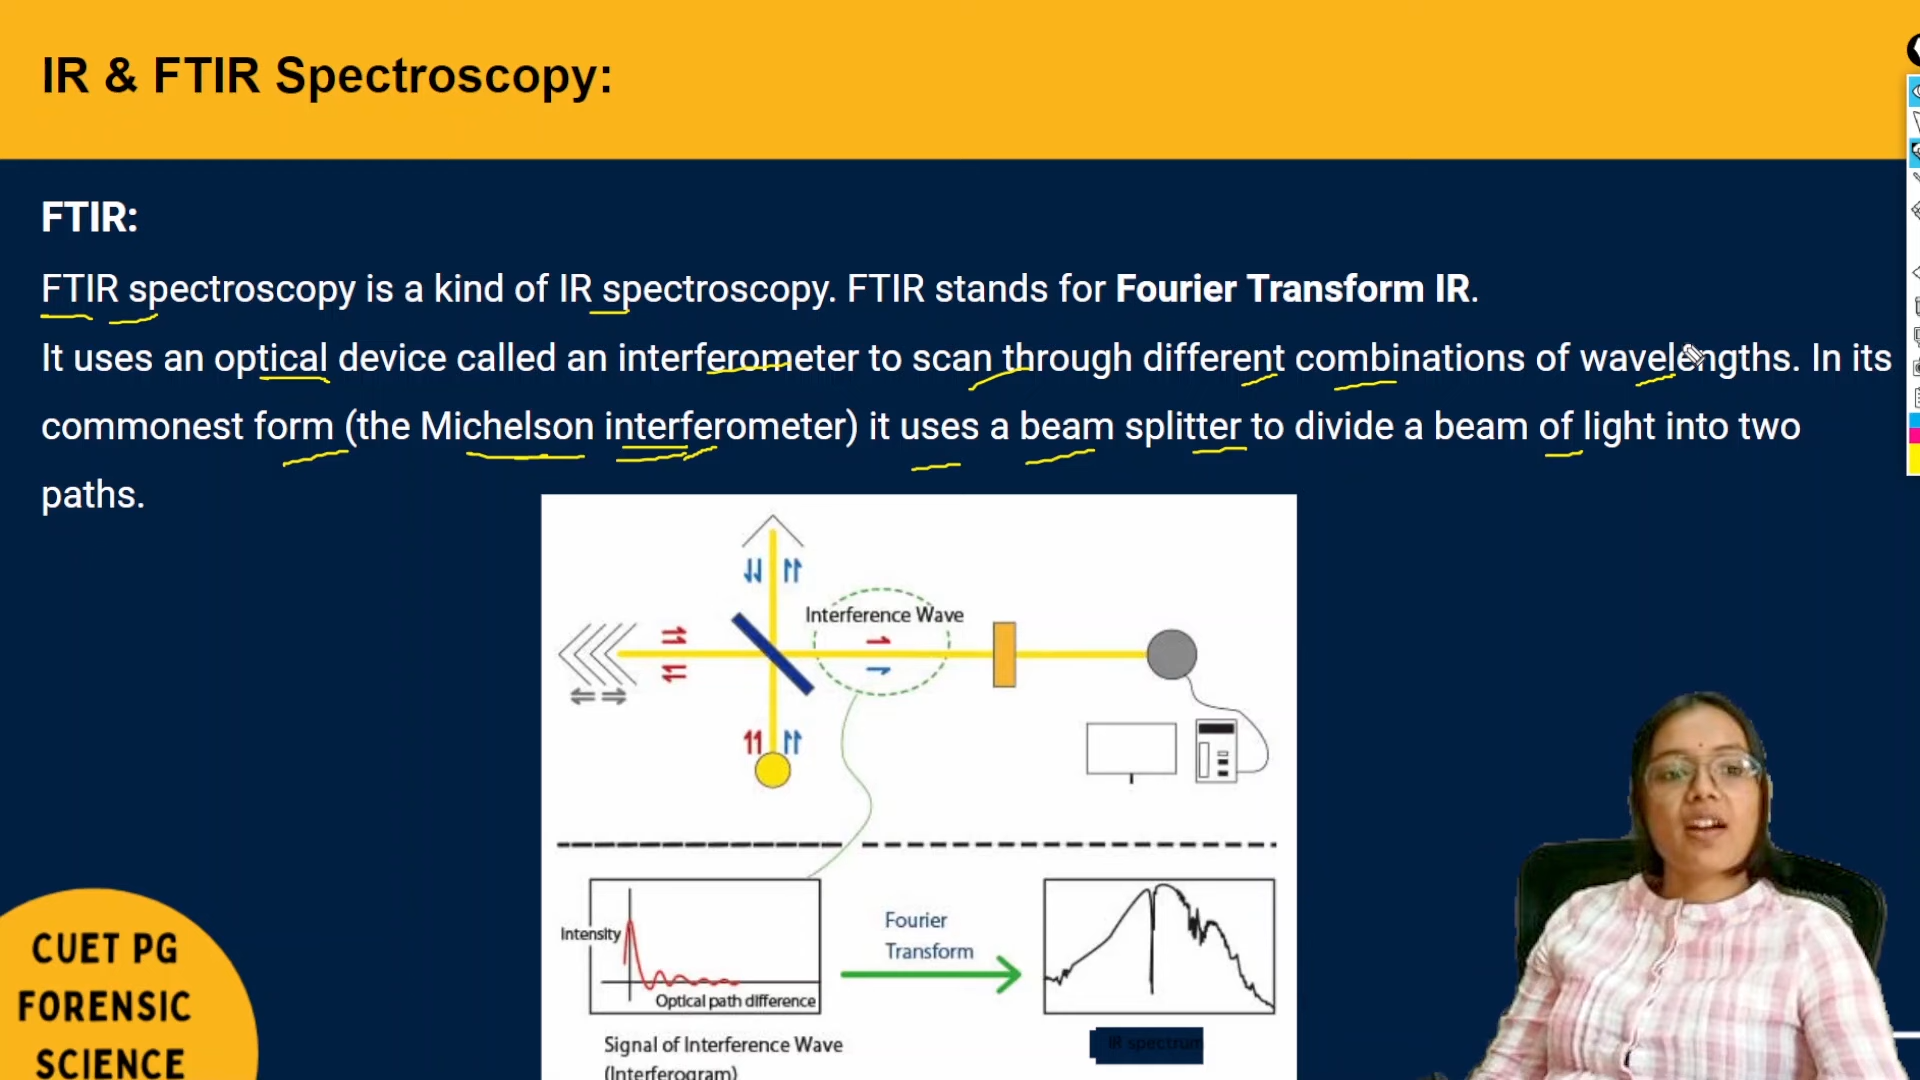 IR & FTIR Spectroscopy:
FTIR:
FTIR spectroscopy is a kind of IR spectroscopy. FTIR stands for Fourier Transform IR.
It uses an optical device called an interferometer to scan through different combinations of wavelengths. In its
commonest form (the Michelson interferometer) it uses a beam splitter to divide a beam of light into two
paths.
Interference Wave
Intensity
Optical path difference
Fourier
Transform
Signal of Interference Wave
(Interferogram)
IR spectrum
CUET PG
FORENSIC
SCIENCE